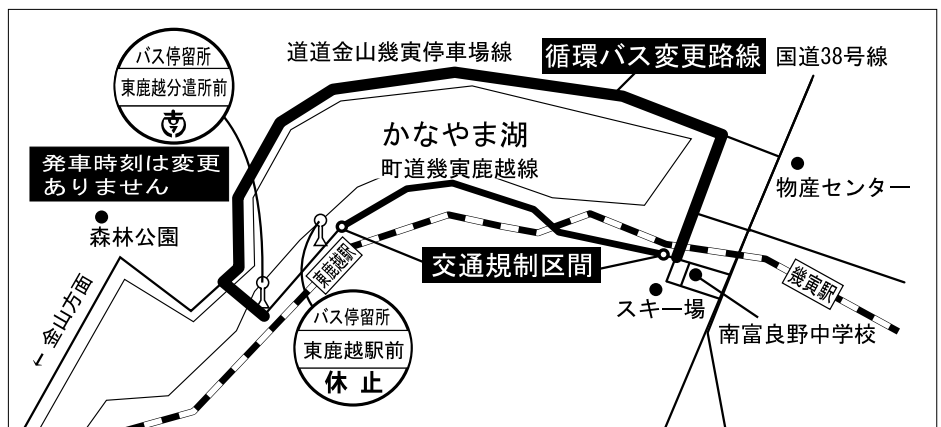 バス停留所
東鹿越分遣所前
道道金山幾寅停車場線
循環バス変更路線
国道38号線
かなやま湖
町道幾寅鹿越線
発車時刻は変更
ありません
森林公園
物産センター
交通規制区間
東鹿越駅
幾寅駅
スキー場
南富良野中学校
←金山方面
バス停留所
東鹿越駅前
休止